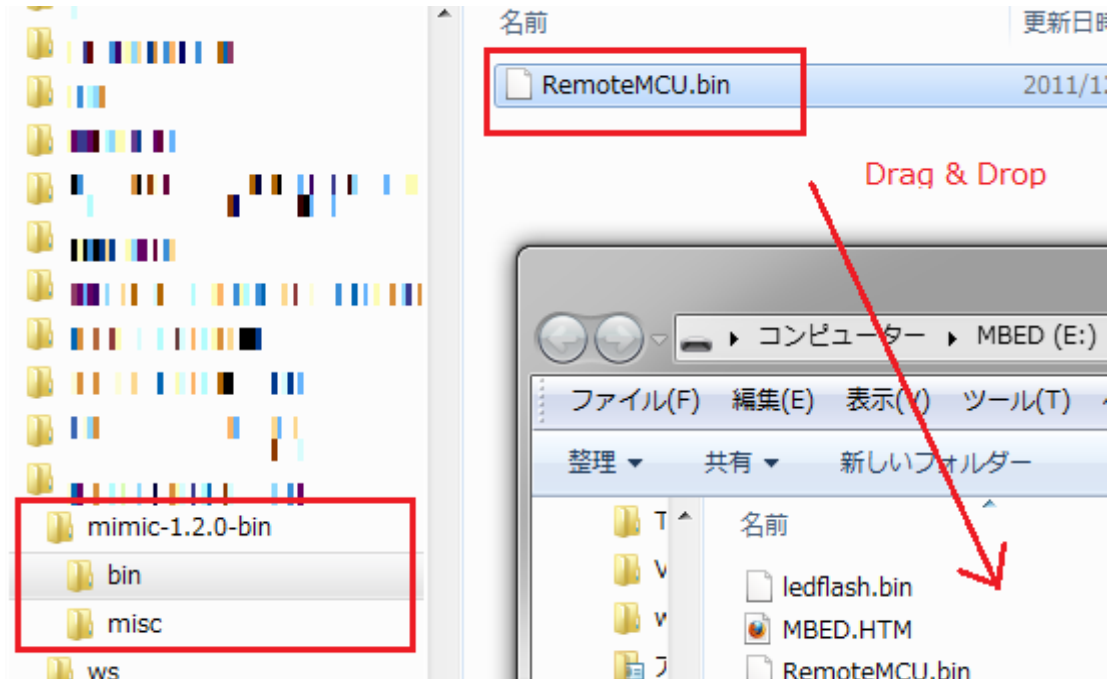 名前
更新日時
RemoteMCU.bin
2011/12
Drag & Drop
コンピューター
MBED (E:)
ファイル(F) 編集(E) 表示(V) ツール(T)
整理 共有 新しいフォルダー
名前
ledflash.bin
MBED.HTM
RemoteMCU.bin
mimic-1.2.0-bin
bin
misc
ws